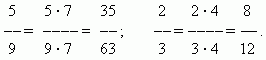 5/9 = 5 · 7/9 · 7 = 35/63 ; 2/3 = 2 · 4/3 · 4 = 8/12 .